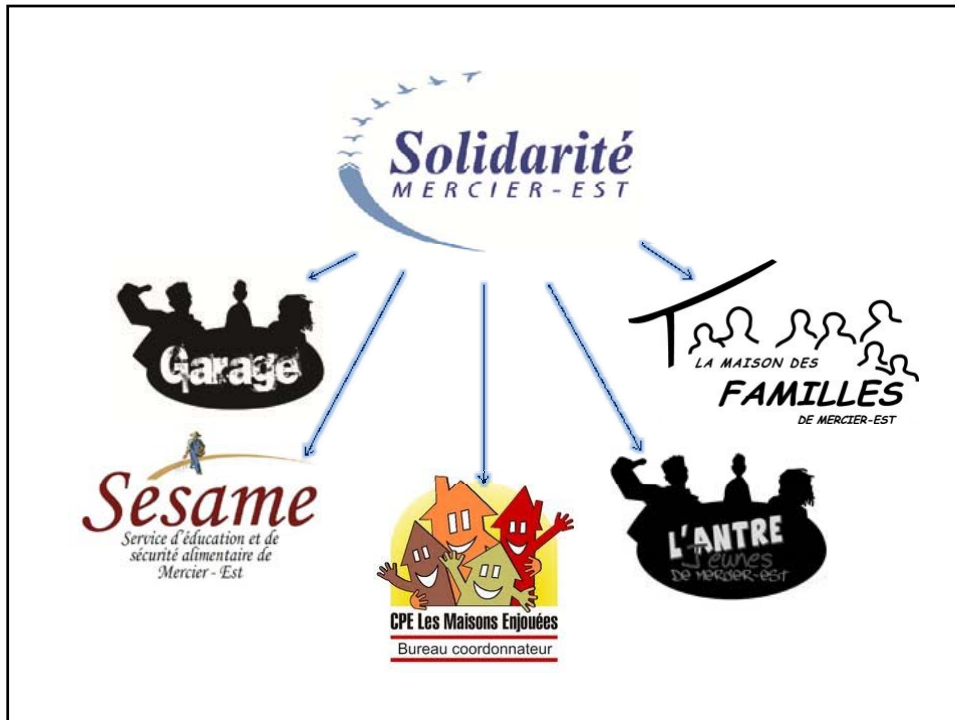 Solidarité
MERCIER-EST
Garage
LA MAISON DES
FAMILLES
DE MERCIER-EST
Sésame
Service d'éducation et de
sécurité alimentaire de
Mercier - Est
CPE Les Maisons Enjouées
Bureau coordonnateur
L'ANTRE
Jeunes
DE MERCIER-EST